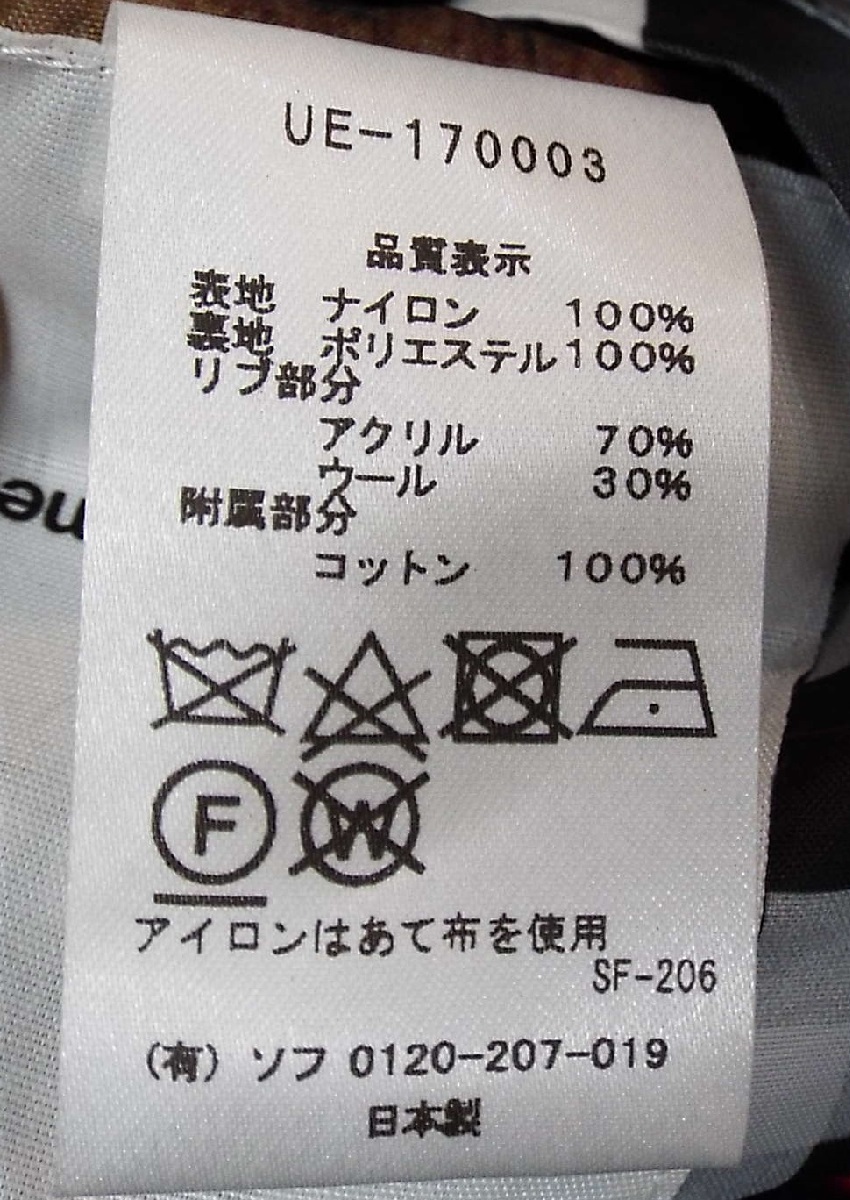 UE-170003
品質表示
表地 ナイロン 100%
裏地 ポリエステル100%
リブ部分
アクリル 70%
ウール 30%
附属部分
コットン 100%
F W
アイロンはあて布を使用
SF-206
(有) ソフ 0120-207-019
日本製